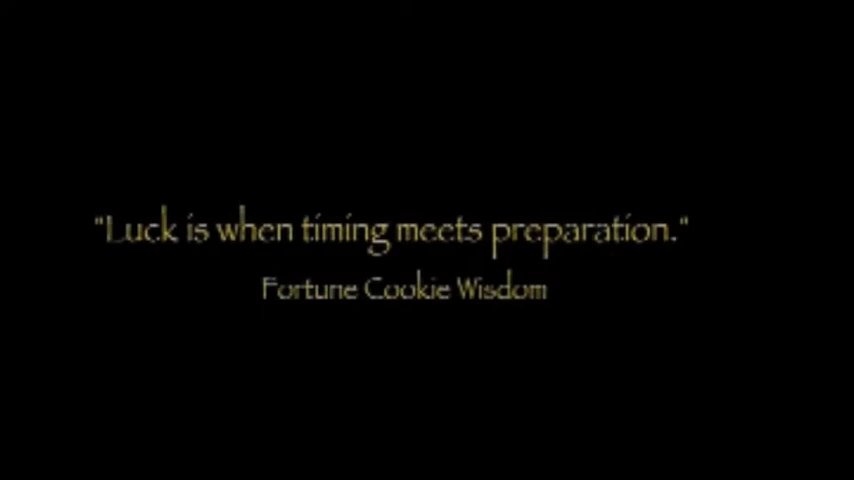 "Luck is when timing meets preparation."
Fortune Cookie Wisdom